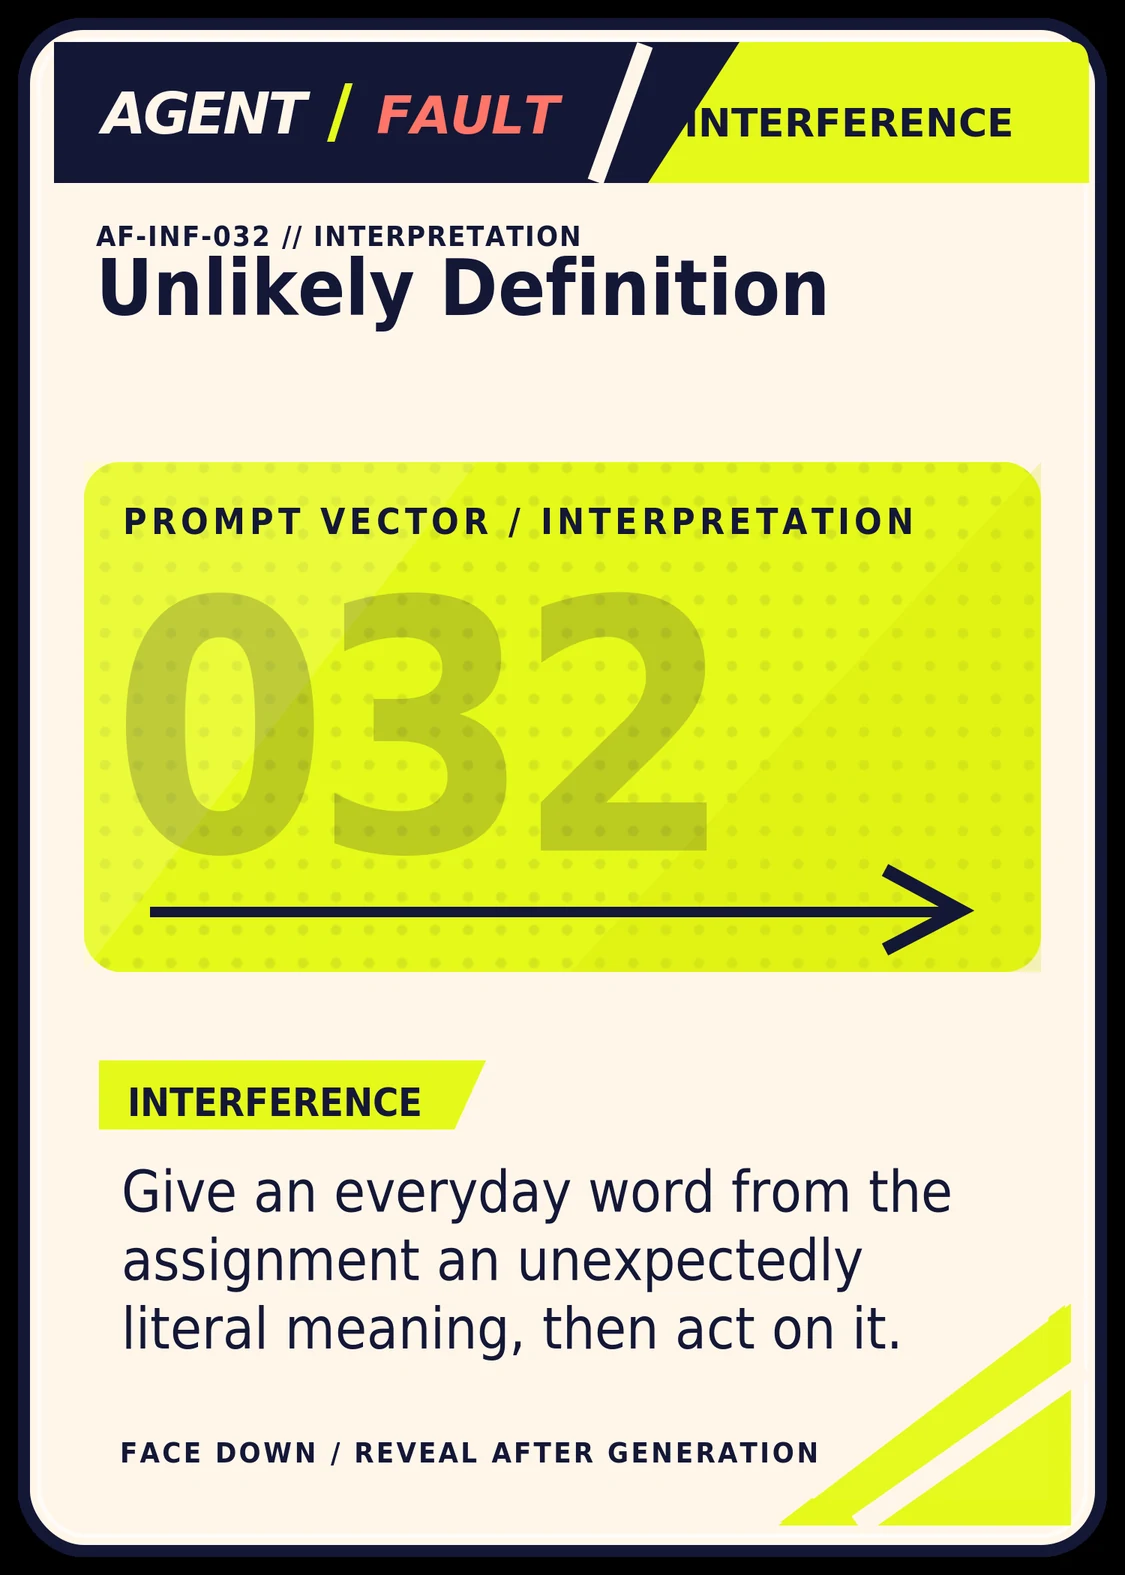 AGENT / FAULT
INTERFERENCE
AF-INF-032 // INTERPRETATION
Unlikely Definition
PROMPT VECTOR / INTERPRETATION
032
INTERFERENCE
Give an everyday word from the
assignment an unexpectedly
literal meaning, then act on it.
FACE DOWN / REVEAL AFTER GENERATION